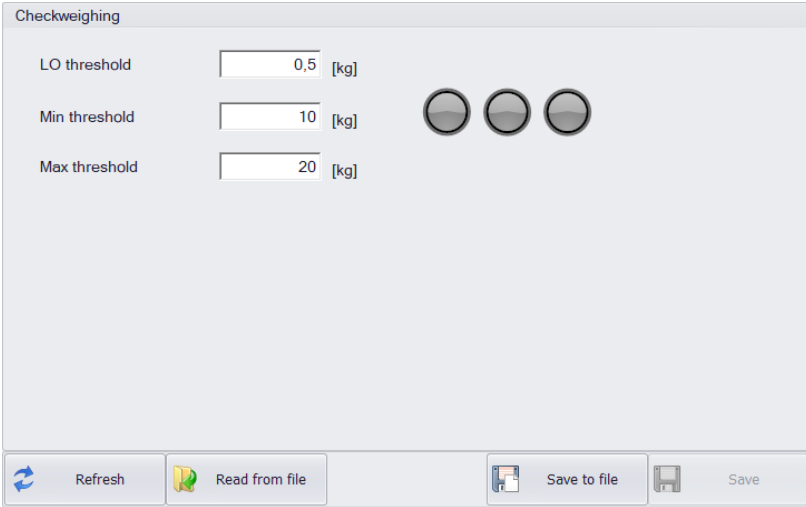 Checkweighing
LO threshold 0,5 [kg]
Min threshold 10 [kg]
Max threshold 20 [kg]
Refresh Read from file Save to file Save